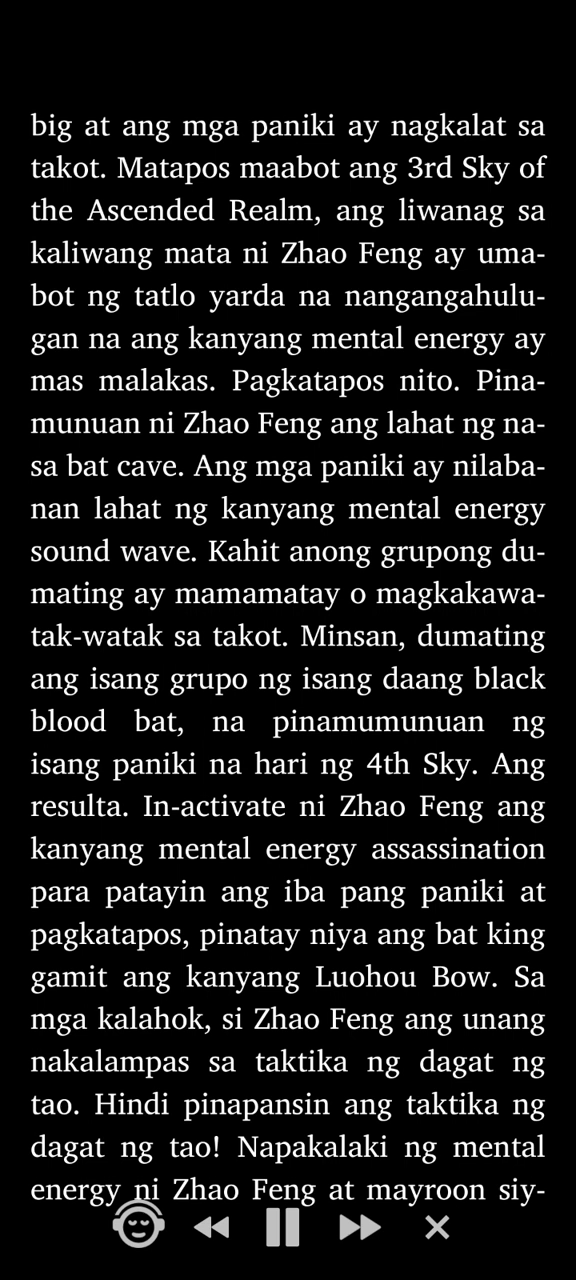 big at ang mga paniki ay nagkalat sa
takot. Matapos maabot ang 3rd Sky of
the Ascended Realm, ang liwanag sa
kaliwang mata ni Zhao Feng ay uma-
bot ng tatlo yarda na nangangahulu-
gan na ang kanyang mental energy ay
mas malakas. Pagkatapos nito. Pina-
munuan ni Zhao Feng ang lahat ng na-
sa bat cave. Ang mga paniki ay nilaba-
nan lahat ng kanyang mental energy
sound wave. Kahit anong grupong du-
mating ay mamamatay o magkakawa-
tak-watak sa takot. Minsan, dumating
ang isang grupo ng isang daang black
blood bat, na pinamumunuan ng
isang paniki na hari ng 4th Sky. Ang
resulta. In-activate ni Zhao Feng ang
kanyang mental energy assassination
para patayin ang iba pang paniki at
pagkatapos, pinatay niya ang bat king
gamit ang kanyang Luohou Bow. Sa
mga kalahok, si Zhao Feng ang unang
nakalampas sa taktika ng dagat ng
tao. Hindi pinapansin ang taktika ng
dagat ng tao! Napakalaki ng mental
energy ni Zhao Feng at mayroon siy-